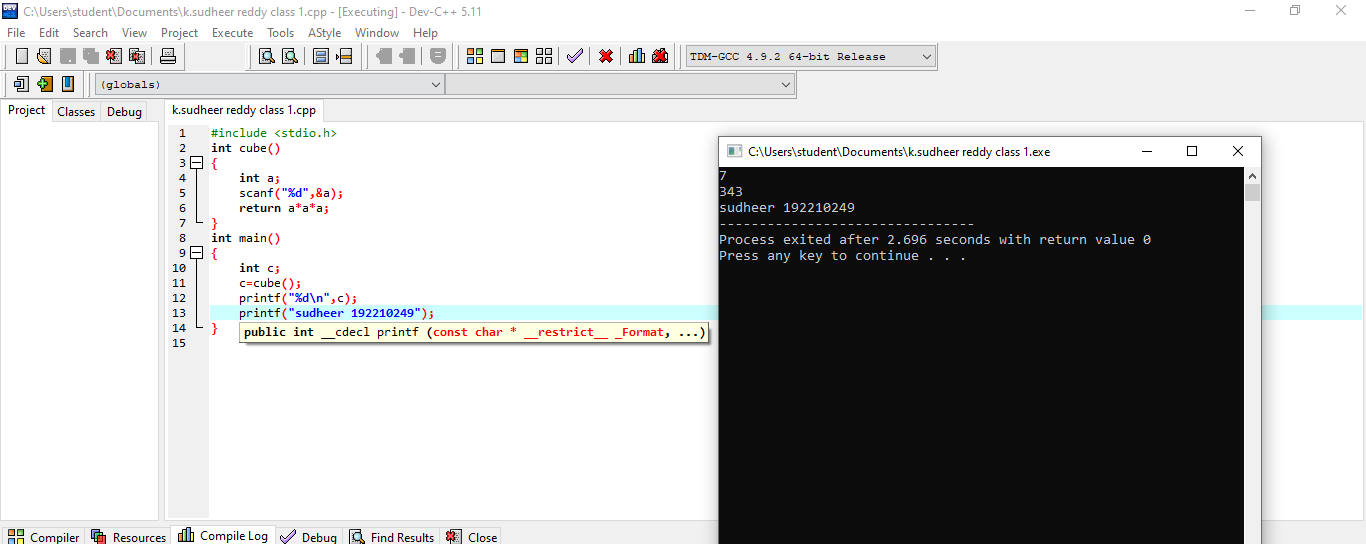 C:\Users\student\Documents\k.sudheer reddy class 1.cpp - [Executing] - Dev-C++ 5.11
File Edit Search View Project Execute Tools AStyle Window Help
TDM-GCC 4.9.2 64-bit Release
(globals)
Project Classes Debug
k.sudheer reddy class 1.cpp
1 #include <stdio.h>
2 int cube()
3 {
4 int a;
5 scanf("%d",&a);
6 return a*a*a;
7 }
8 int main()
9 {
10 int c;
11 c=cube();
12 printf("%d\n",c);
13 printf("sudheer 192210249");
14 }
public int __cdecl printf (const char * __restrict__ _Format, ...)
15
C:\Users\student\Documents\k.sudheer reddy class 1.exe
7
343
sudheer 192210249
--------------------------------
Process exited after 2.696 seconds with return value 0
Press any key to continue . . .
Compiler Resources Compile Log Debug Find Results Close